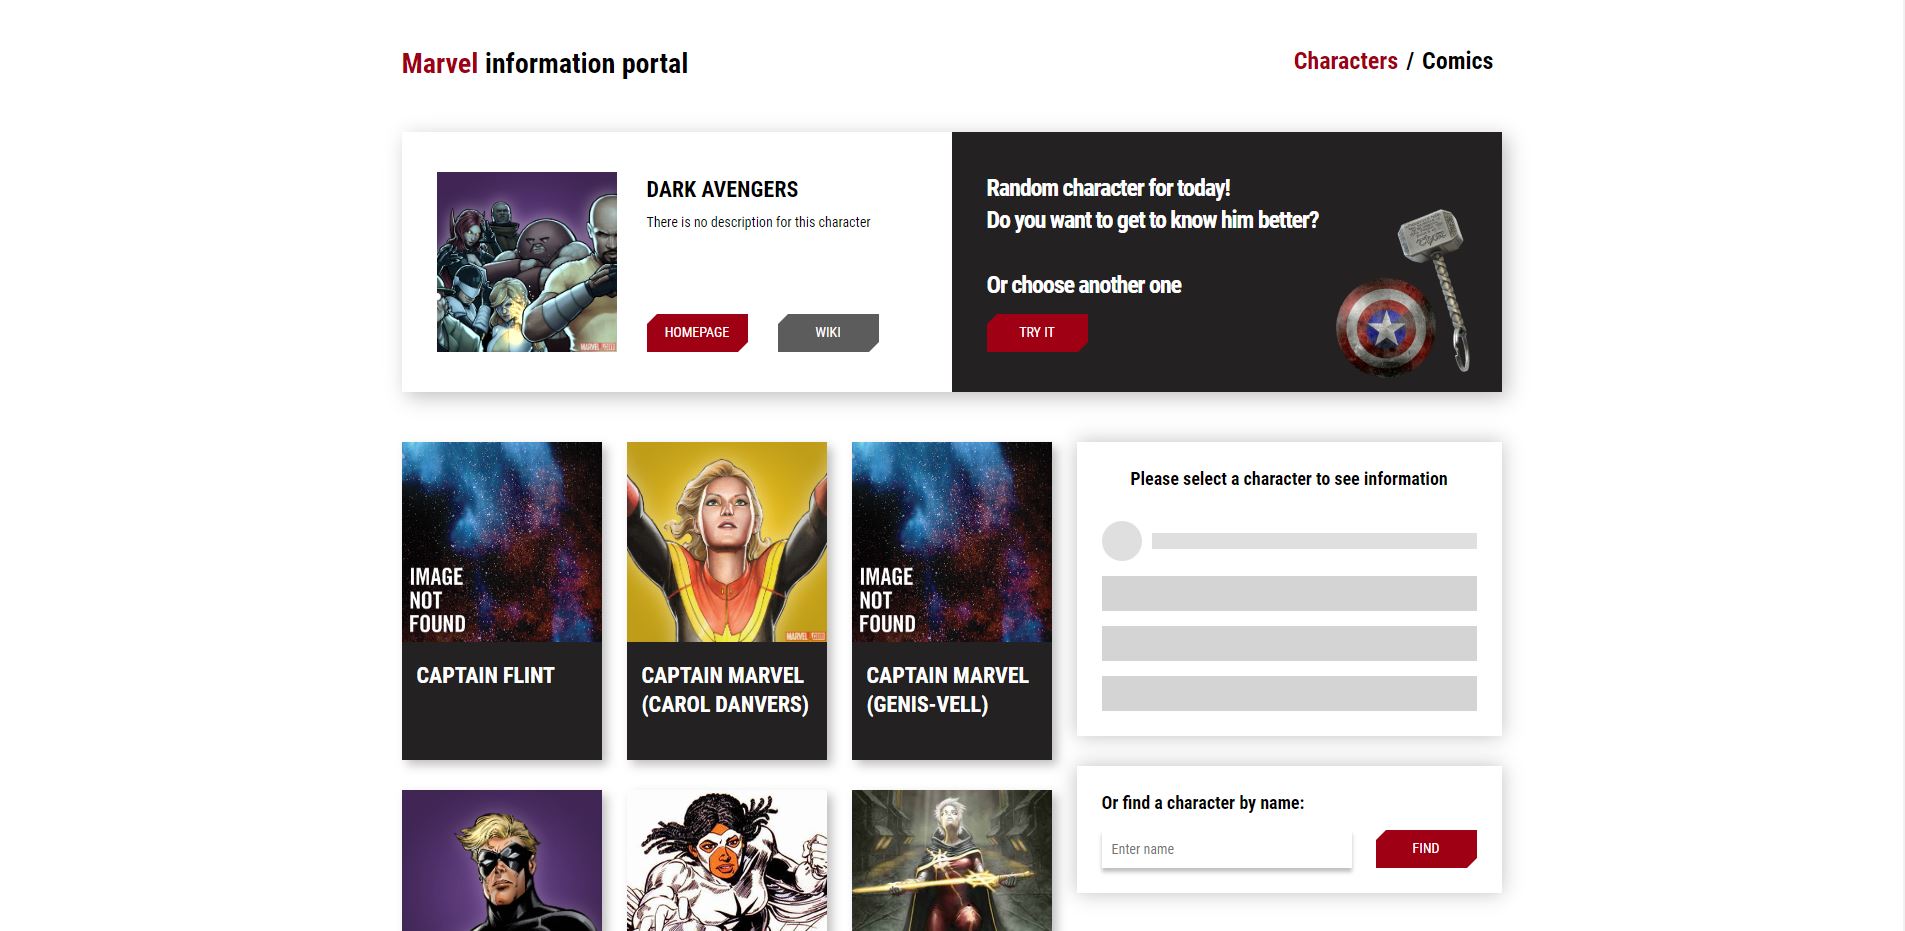 Marvel information portal
Characters / Comics
DARK AVENGERS
There is no description for this character
HOMEPAGE
WIKI
Random character for today!
Do you want to get to know him better?
Or choose another one
TRY IT
IMAGE
NOT
FOUND
CAPTAIN FLINT
CAPTAIN MARVEL
(CAROL DANVERS)
IMAGE
NOT
FOUND
CAPTAIN MARVEL
(GENIS-VELL)
Please select a character to see information
Or find a character by name:
Enter name
FIND